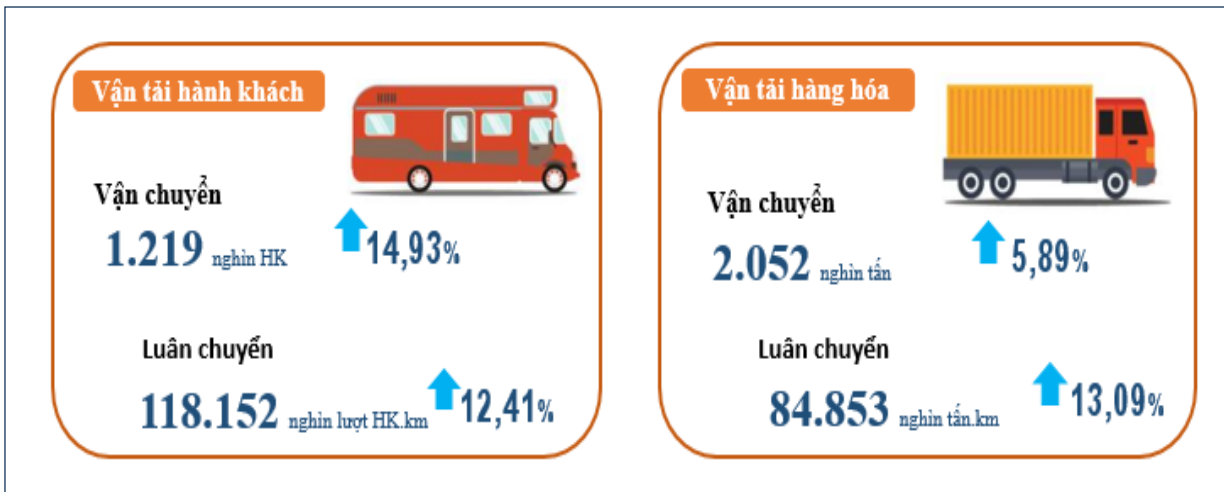 Vận tải hành khách
Vận chuyển
1.219 nghìn HK 14,93%
Luân chuyển
118.152 nghìn lượt HK.km 12,41%
Vận tải hàng hóa
Vận chuyển
2.052 nghìn tấn 5,89%
Luân chuyển
84.853 nghìn tấn.km 13,09%